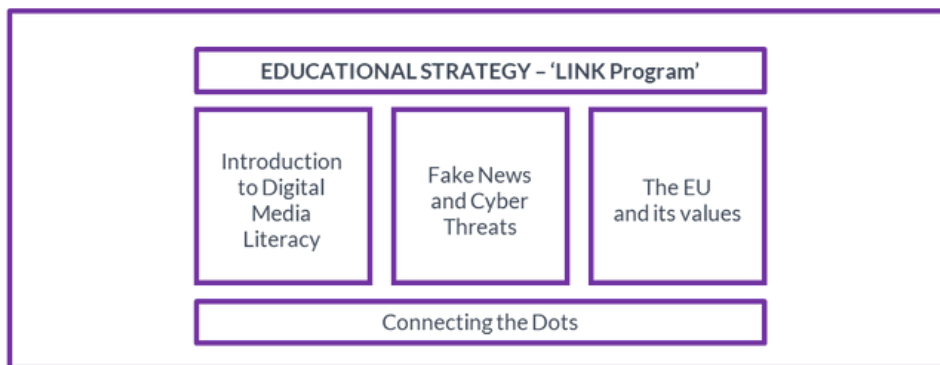 EDUCATIONAL STRATEGY – ‘LINK Program’
Introduction
to Digital
Media
Literacy
Fake News
and Cyber
Threats
The EU
and its values
Connecting the Dots